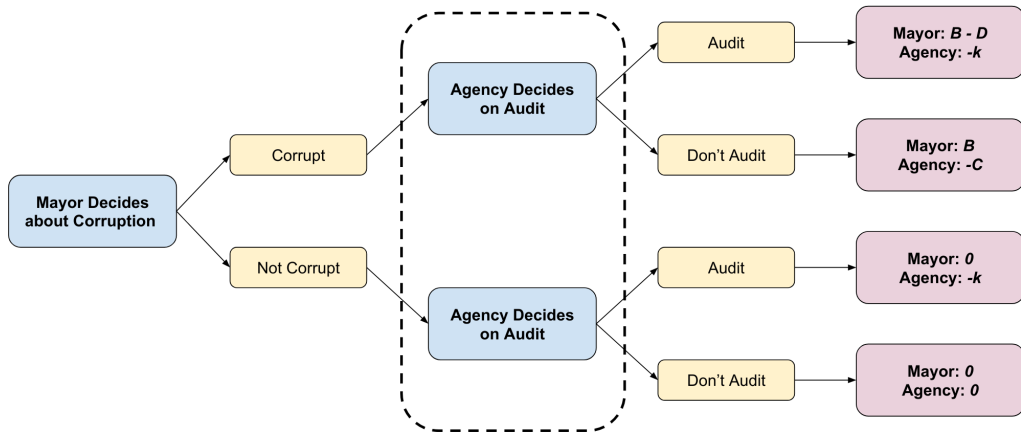 Mayor Decides
about Corruption
Corrupt
Not Corrupt
Agency Decides
on Audit
Agency Decides
on Audit
Audit
Don't Audit
Audit
Don't Audit
Mayor: B - D
Agency: -k
Mayor: B
Agency: -C
Mayor: 0
Agency: -k
Mayor: 0
Agency: 0